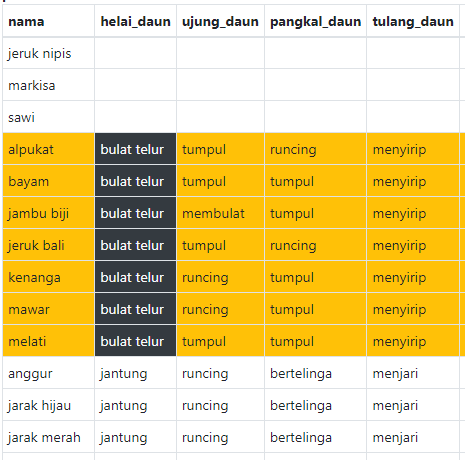 nama helai_daun ujung_daun pangkal_daun tulang_daun
jeruk nipis
markisa
sawi
alpukat bulat telur tumpul runcing menyirip
bayam bulat telur tumpul tumpul menyirip
jambu biji bulat telur membulat tumpul menyirip
jeruk bali bulat telur tumpul runcing menyirip
kenanga bulat telur runcing tumpul menyirip
mawar bulat telur runcing tumpul menyirip
melati bulat telur tumpul tumpul menyirip
anggur jantung runcing bertelinga menjari
jarak hijau jantung runcing bertelinga menjari
jarak merah jantung runcing bertelinga menjari